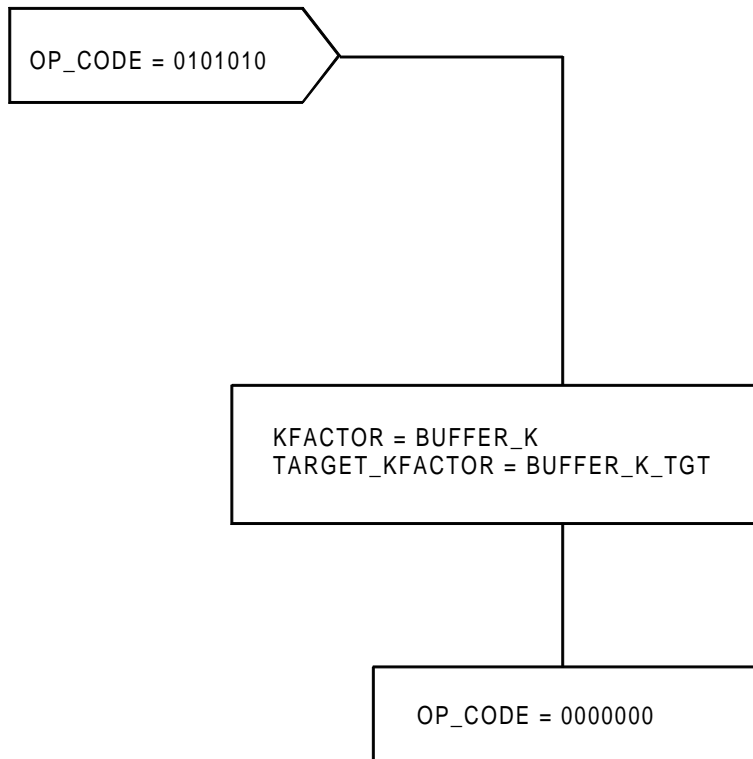 OP_CODE = 0101010
KFACTOR = BUFFER_K
TARGET_KFACTOR = BUFFER_K_TGT
OP_CODE = 0000000